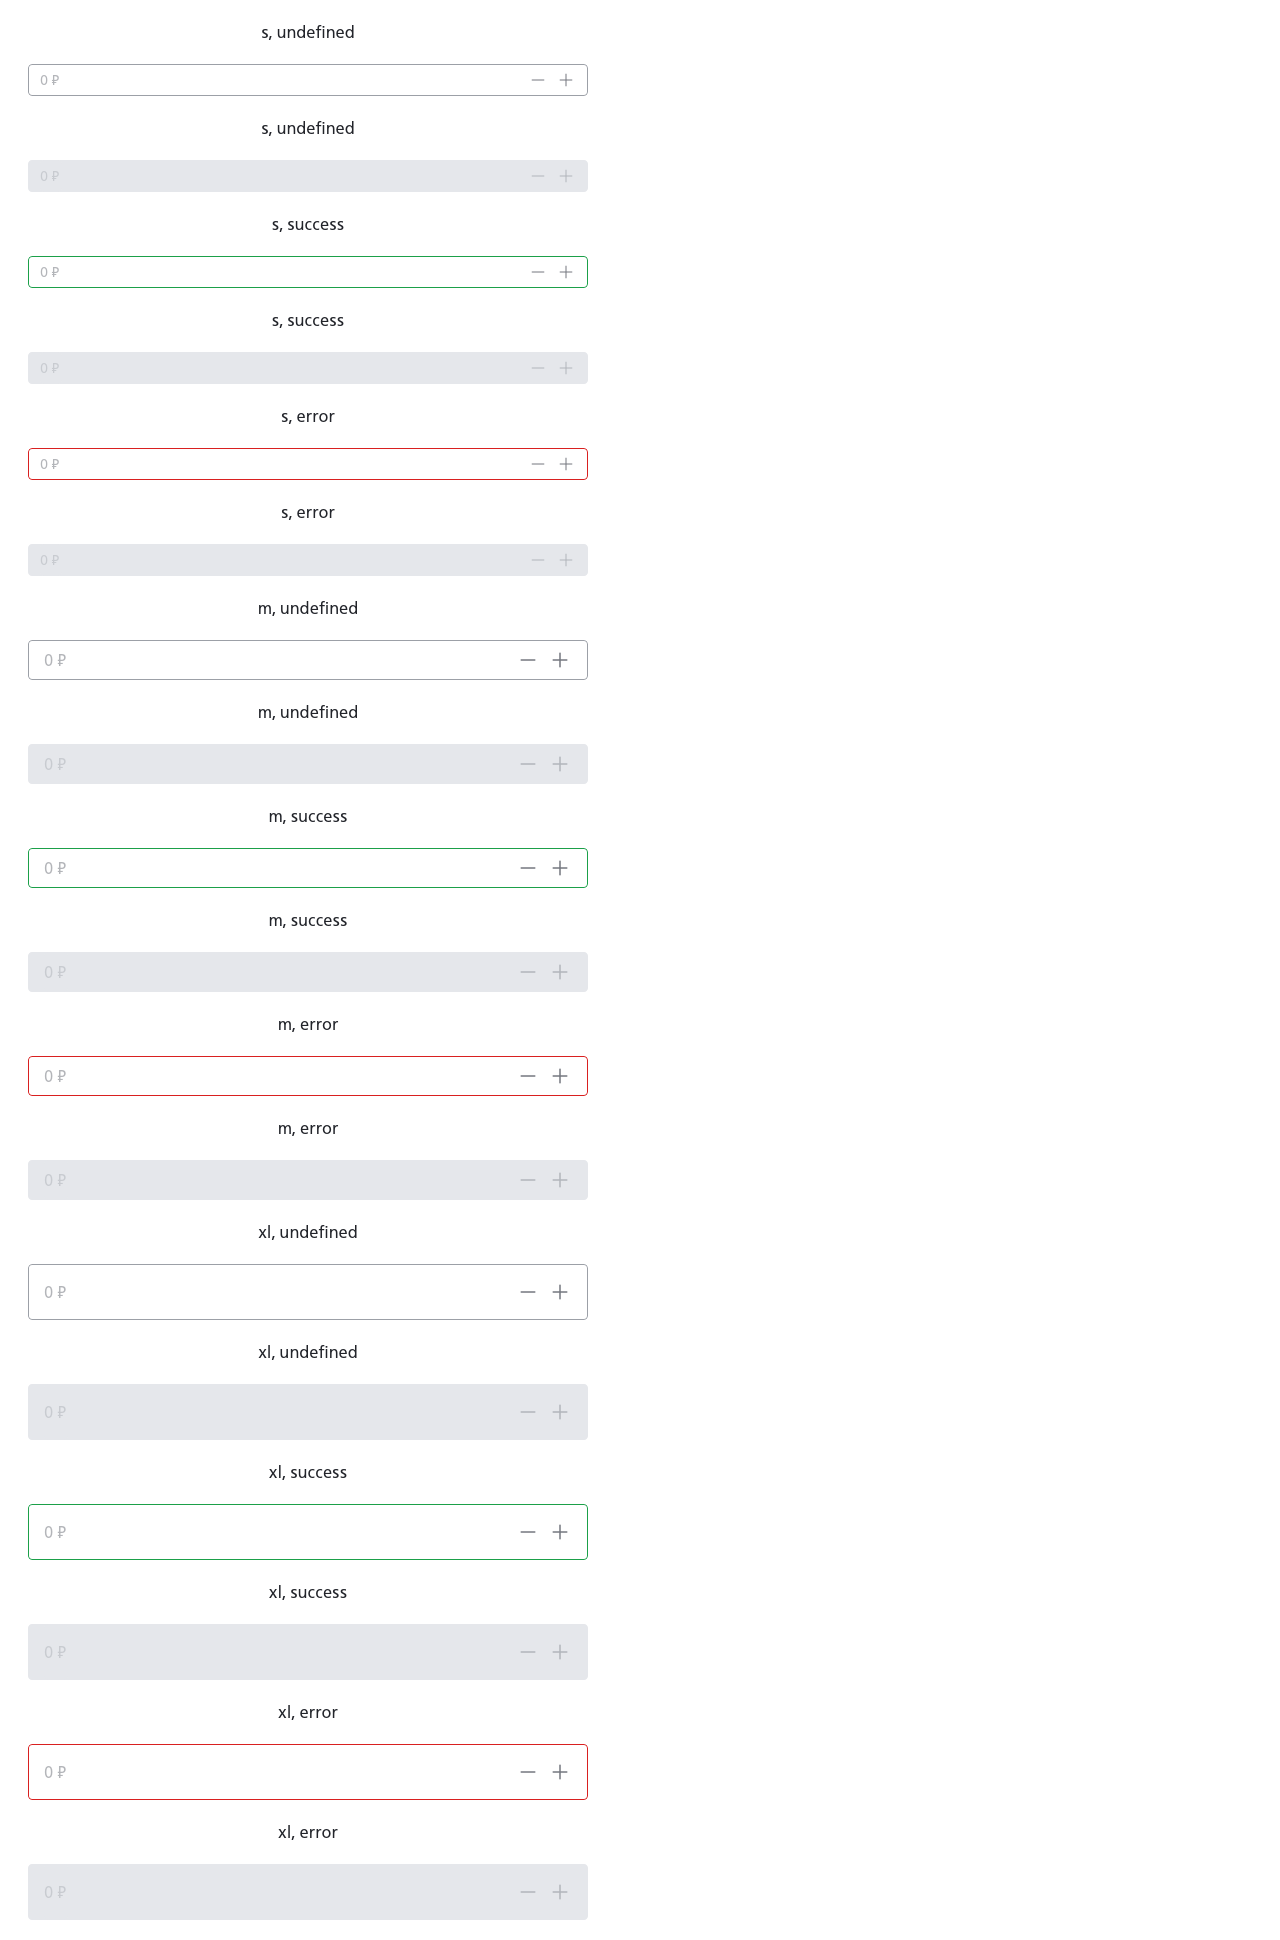 s, undefined
0 ₽
s, undefined
0 ₽
s, success
0 ₽
s, success
0 ₽
s, error
0 ₽
s, error
0 ₽
m, undefined
0 ₽
m, undefined
0 ₽
m, success
0 ₽
m, success
0 ₽
m, error
0 ₽
m, error
0 ₽
xl, undefined
0 ₽
xl, undefined
0 ₽
xl, success
0 ₽
xl, success
0 ₽
xl, error
0 ₽
xl, error
0 ₽